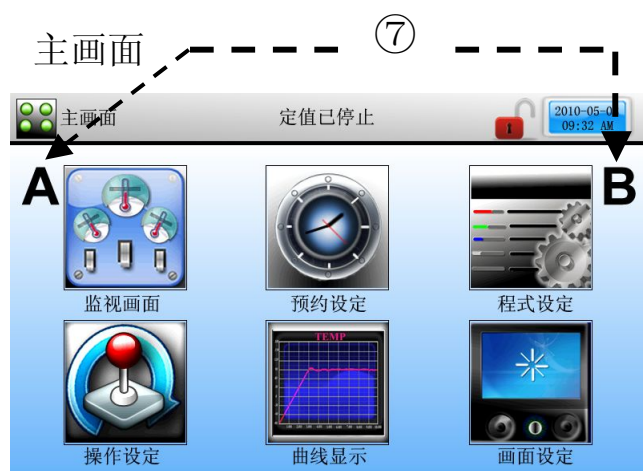 主画面
⑦
主画面
定值已停止
2010-05-0
09:32 AM
A
B
监视画面
预约设定
程式设定
TEMP
操作设定
曲线显示
画面设定